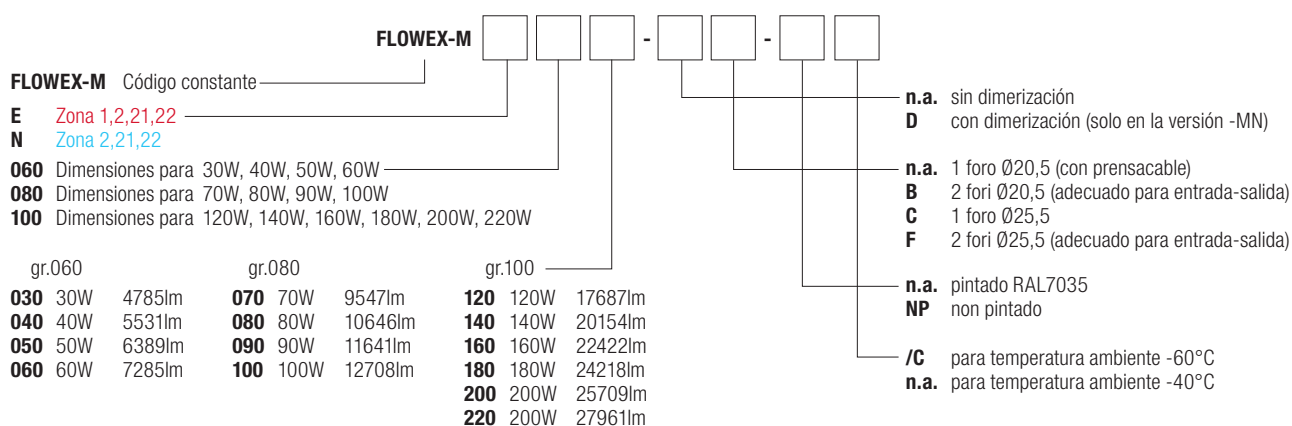 FLOWEX-M - -
FLOWEX-M Código constante
E Zona 1,2,21,22
N Zona 2,21,22
060 Dimensiones para 30W, 40W, 50W, 60W
080 Dimensiones para 70W, 80W, 90W, 100W
100 Dimensiones para 120W, 140W, 160W, 180W, 200W, 220W
gr.060
030 30W 4785lm
040 40W 5531lm
050 50W 6389lm
060 60W 7285lm
gr.080
070 70W 9547lm
080 80W 10646lm
090 90W 11641lm
100 100W 12708lm
gr.100
120 120W 17687lm
140 140W 20154lm
160 160W 22422lm
180 180W 24218lm
200 200W 25709lm
220 200W 27961lm
n.a. sin dimerización
D con dimerización (solo en la versión -MN)
n.a. 1 foro Ø20,5 (con prensacable)
B 2 fori Ø20,5 (adecuado para entrada-salida)
C 1 foro Ø25,5
F 2 fori Ø25,5 (adecuado para entrada-salida)
n.a. pintado RAL7035
NP non pintado
/C para temperatura ambiente -60°C
n.a. para temperatura ambiente -40°C